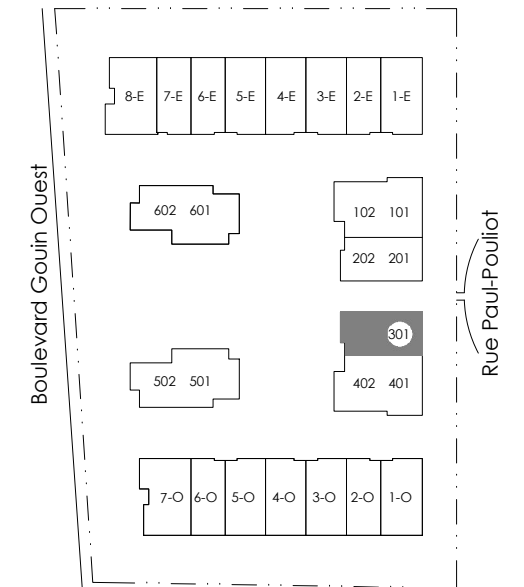 8-E 7-E 6-E 5-E 4-E 3-E 2-E 1-E
602 601
102 101
202 201
301
502 501
402 401
7-O 6-O 5-O 4-O 3-O 2-O 1-O
Boulevard Gouin Ouest
Rue Paul-Pouliot